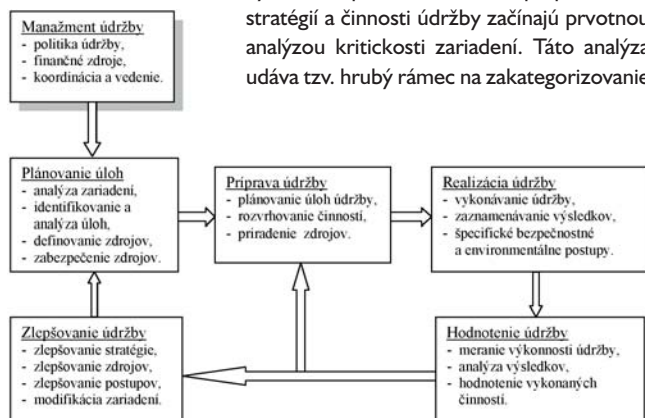 Manažment údržby
- politika údržby,
- finančné zdroje,
- koordinácia a vedenie.
stratégií a činnosti údržby začínajú prvotnou
analýzou kritickosti zariadení. Táto analýza
udáva tzv. hrubý rámec na zakategorizovanie
Plánovanie úloh
- analýza zariadení,
- identifikovanie a
analýza úloh,
- definovanie zdrojov,
- zabezpečenie zdrojov.
Príprava údržby
- plánovanie úloh údržby,
- rozvrhovanie činností,
- priradenie zdrojov.
Realizácia údržby
- vykonávanie údržby,
- zaznamenávanie výsledkov,
- špecifické bezpečnostné
a environmentálne postupy.
Zlepšovanie údržby
- zlepšovanie stratégie,
- zlepšovanie zdrojov,
- zlepšovanie postupov,
- modifikácia zariadení.
Hodnotenie údržby
- meranie výkonnosti údržby,
- analýza výsledkov,
- hodnotenie vykonaných
činností.